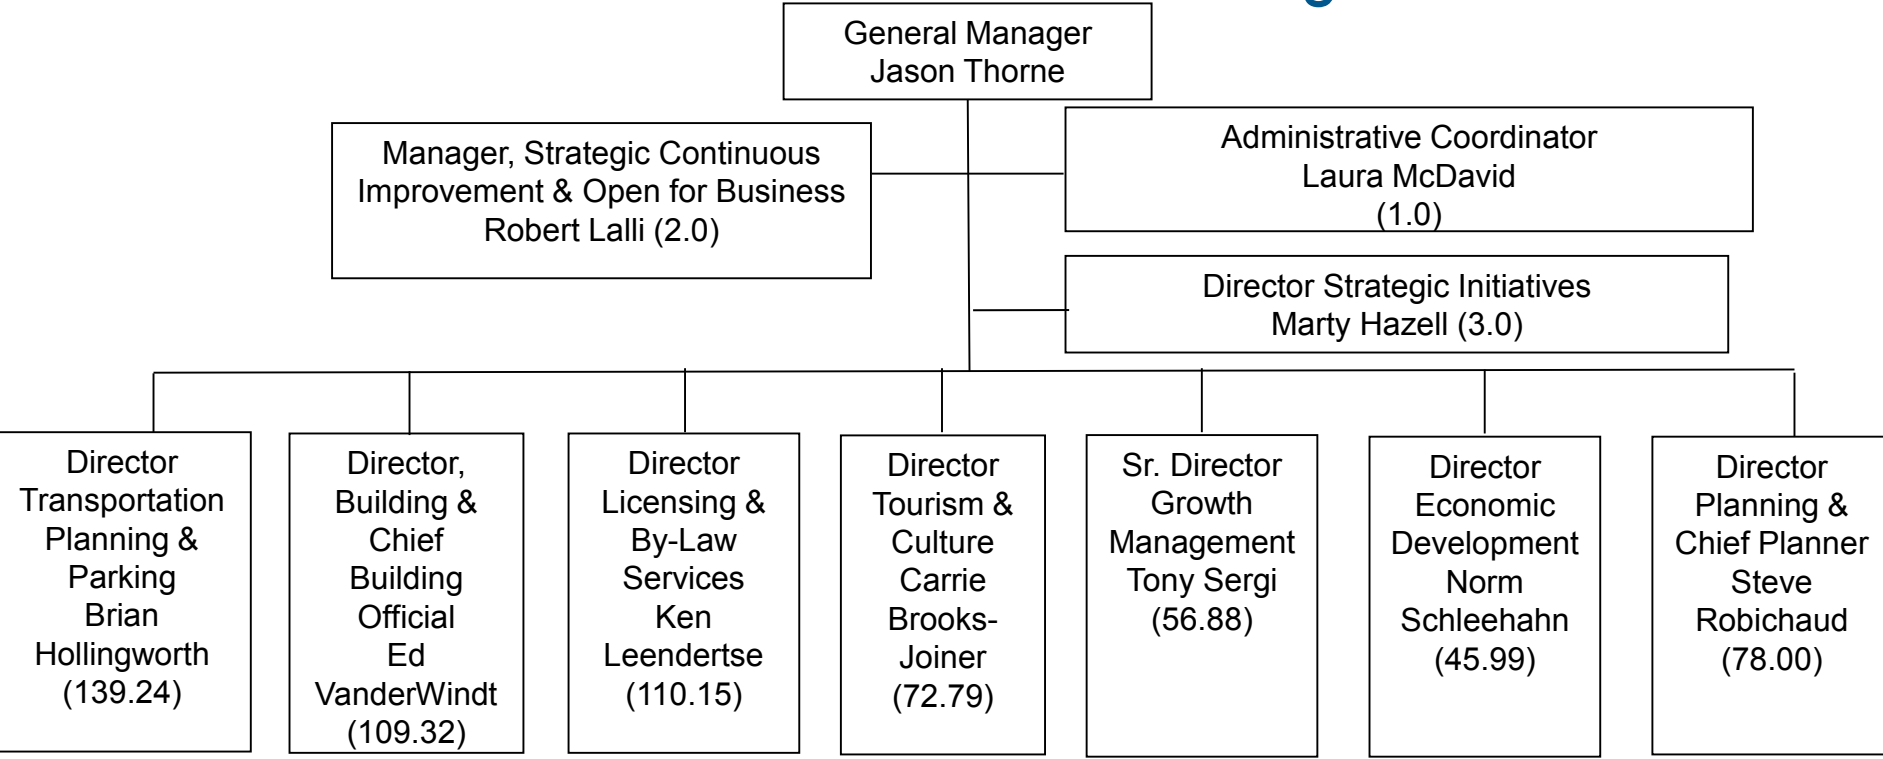 General Manager
Jason Thorne
Manager, Strategic Continuous
Improvement & Open for Business
Robert Lalli (2.0)
Administrative Coordinator
Laura McDavid
(1.0)
Director Strategic Initiatives
Marty Hazell (3.0)
Director
Transportation
Planning &
Parking
Brian
Hollingworth
(139.24)
Director,
Building &
Chief
Building
Official
Ed
VanderWindt
(109.32)
Director
Licensing &
By-Law
Services
Ken
Leendertse
(110.15)
Director
Tourism &
Culture
Carrie
Brooks-
Joiner
(72.79)
Sr. Director
Growth
Management
Tony Sergi
(56.88)
Director
Economic
Development
Norm
Schleehahn
(45.99)
Director
Planning &
Chief Planner
Steve
Robichaud
(78.00)